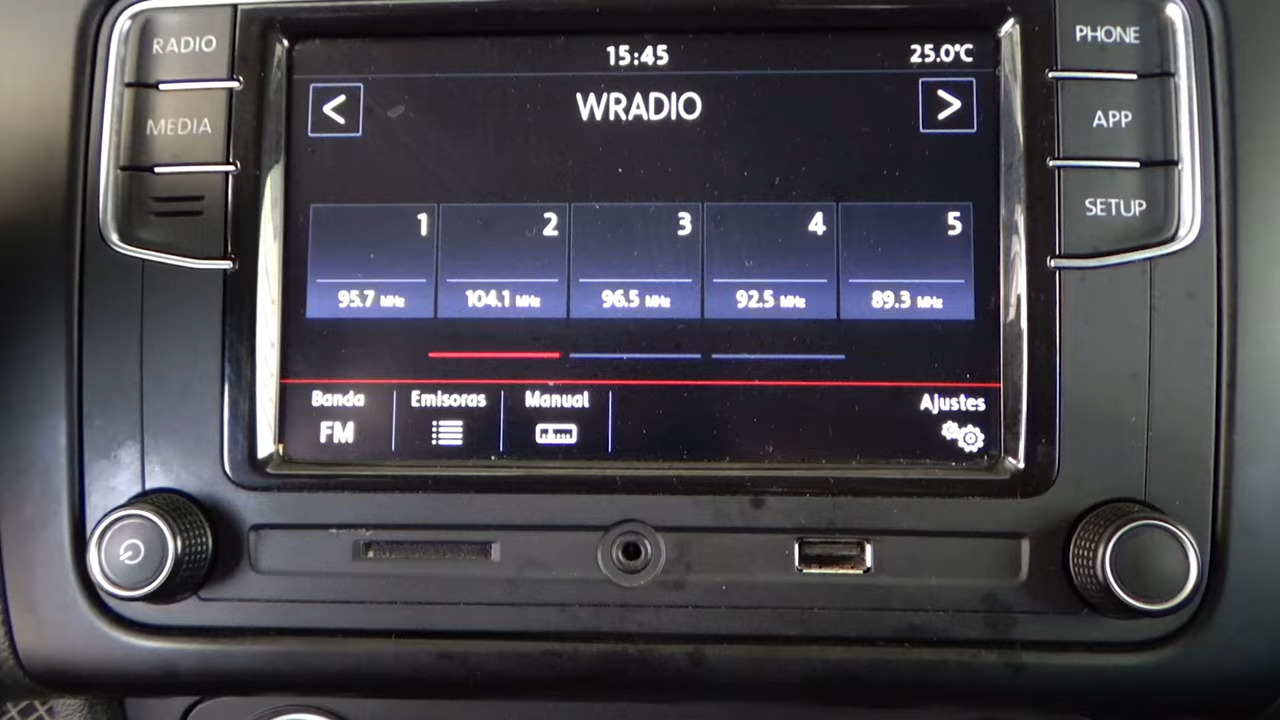 RADIO
MEDIA
15:45
25.0°C
<
WRADIO
>
1
2
3
4
5
95.7 MHz
104.1 MHz
96.5 MHz
92.5 MHz
89.3 MHz
Banda
Emisoras
Manual
Ajustes
FM
PHONE
APP
SETUP